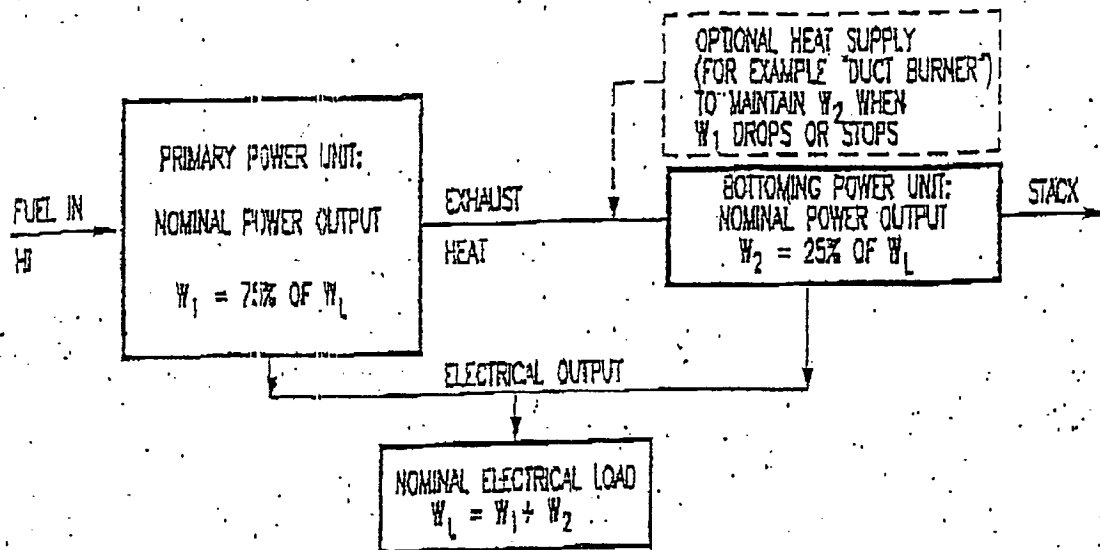 OPTIONAL HEAT SUPPLY
(FOR EXAMPLE "DUCT BURNER")
TO MAINTAIN W2 WHEN
W1 DROPS OR STOPS
PRIMARY POWER UNIT:
NOMINAL POWER OUTPUT
W1 = 75% OF WL
FUEL IN
EXHAUST
HEAT
BOTTOMING POWER UNIT:
NOMINAL POWER OUTPUT
W2 = 25% OF WL
STACK
ELECTRICAL OUTPUT
NOMINAL ELECTRICAL LOAD
WL = W1 + W2